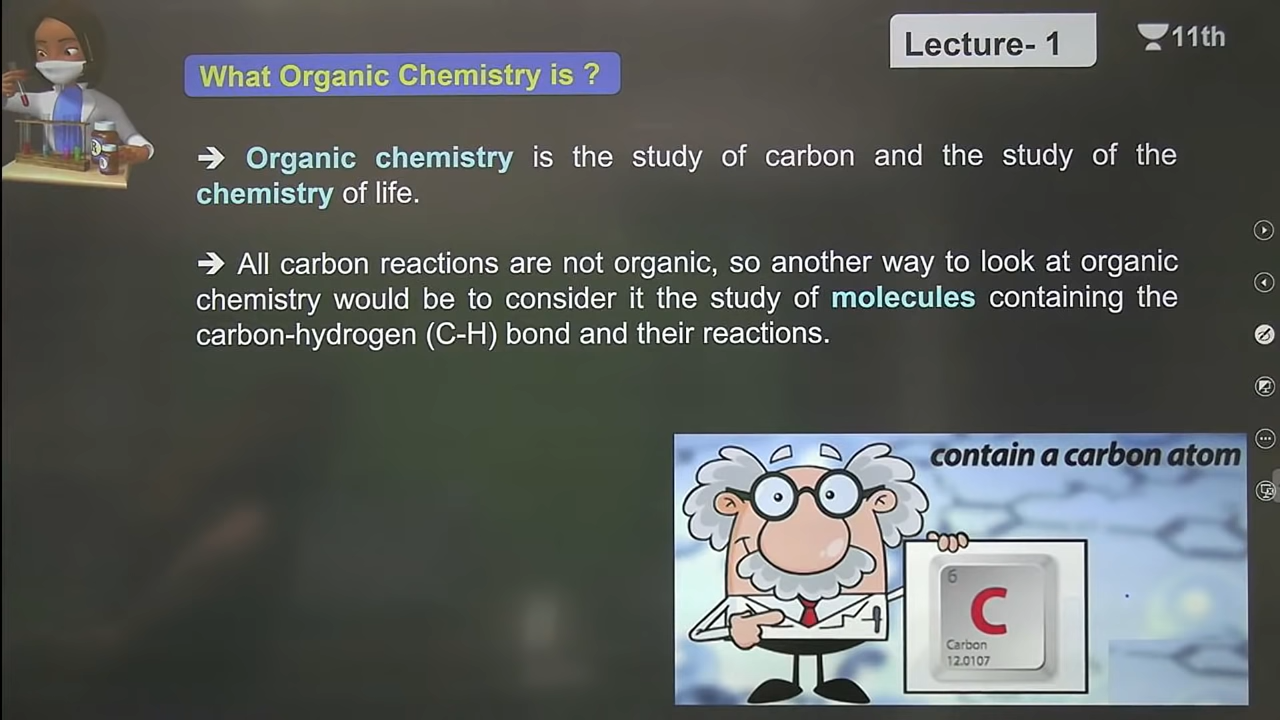 Lecture- 1
11th
What Organic Chemistry is ?
➔ Organic chemistry is the study of carbon and the study of the
chemistry of life.
➔ All carbon reactions are not organic, so another way to look at organic
chemistry would be to consider it the study of molecules containing the
carbon-hydrogen (C-H) bond and their reactions.
contain a carbon atom
6
C
Carbon
12.0107